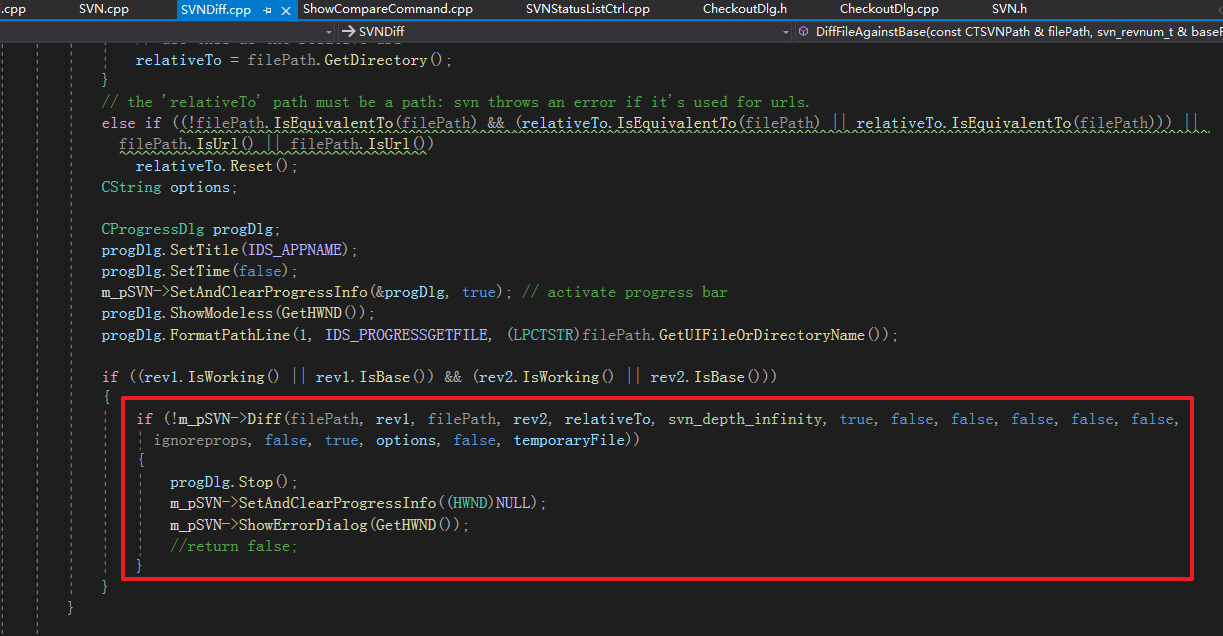 .cpp SVN.cpp SVNDiff.cpp ShowCompareCommand.cpp SVNStatusListCtrl.cpp CheckoutDlg.h CheckoutDlg.cpp SVN.h
SVNDiff DiffFileAgainstBase(const CTSVNPath & filePath, svn_revnum_t & baseR
relativeTo = filePath.GetDirectory();
}
// the 'relativeTo' path must be a path: svn throws an error if it's used for urls.
else if ((!filePath.IsEquivalentTo(filePath) && (relativeTo.IsEquivalentTo(filePath) || relativeTo.IsEquivalentTo(filePath))) ||
filePath.IsUrl() || filePath.IsUrl())
relativeTo.Reset();
CString options;
CProgressDlg progDlg;
progDlg.SetTitle(IDS_APPNAME);
progDlg.SetTime(false);
m_pSVN->SetAndClearProgressInfo(&progDlg, true); // activate progress bar
progDlg.ShowModeless(GetHWND());
progDlg.FormatPathLine(1, IDS_PROGRESSGETFILE, (LPCTSTR)filePath.GetUIFileOrDirectoryName());
if ((rev1.IsWorking() || rev1.IsBase()) && (rev2.IsWorking() || rev2.IsBase()))
{
if (!m_pSVN->Diff(filePath, rev1, filePath, rev2, relativeTo, svn_depth_infinity, true, false, false, false, false, false,
ignoreprops, false, true, options, false, temporaryFile))
{
progDlg.Stop();
m_pSVN->SetAndClearProgressInfo((HWND)NULL);
m_pSVN->ShowErrorDialog(GetHWND());
//return false;
}
}
}